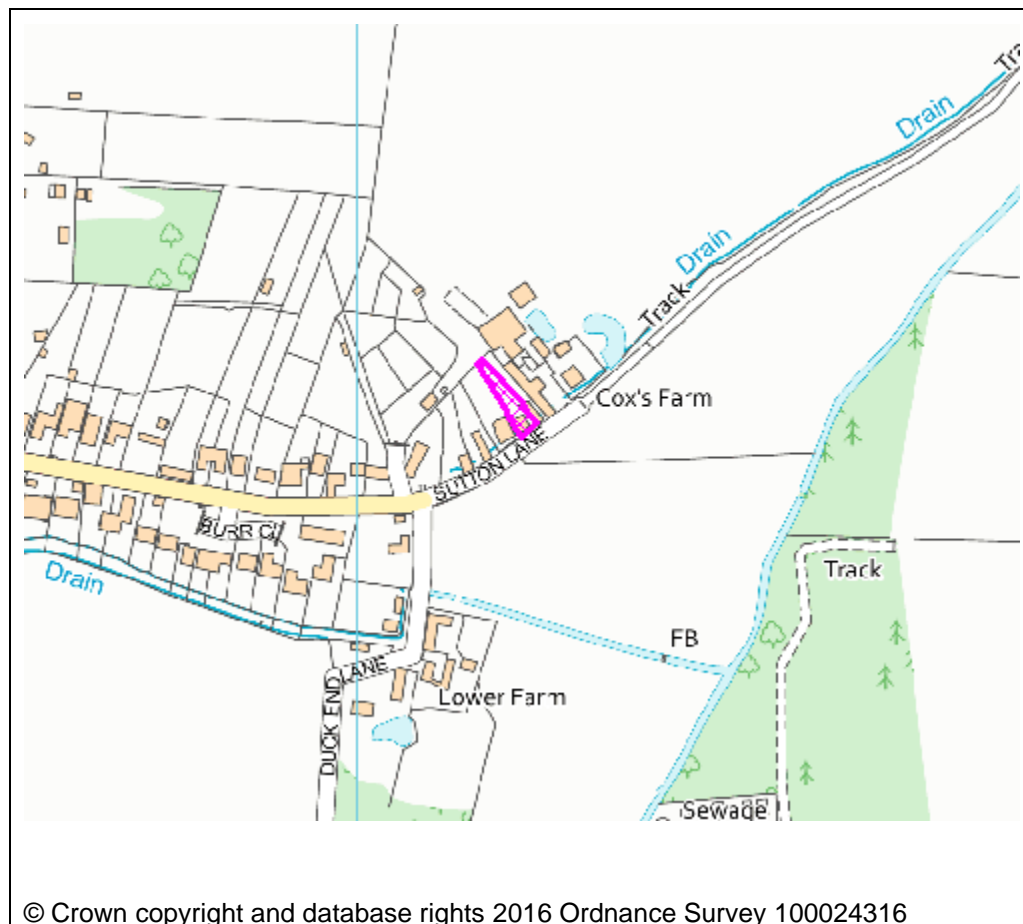 Tra
Drain
Drain
Track
Cox's Farm
SUTTON LANE
BURR CL
Drain
Track
FB
DUCK END LANE
Lower Farm
Sewage
© Crown copyright and database rights 2016 Ordnance Survey 100024316